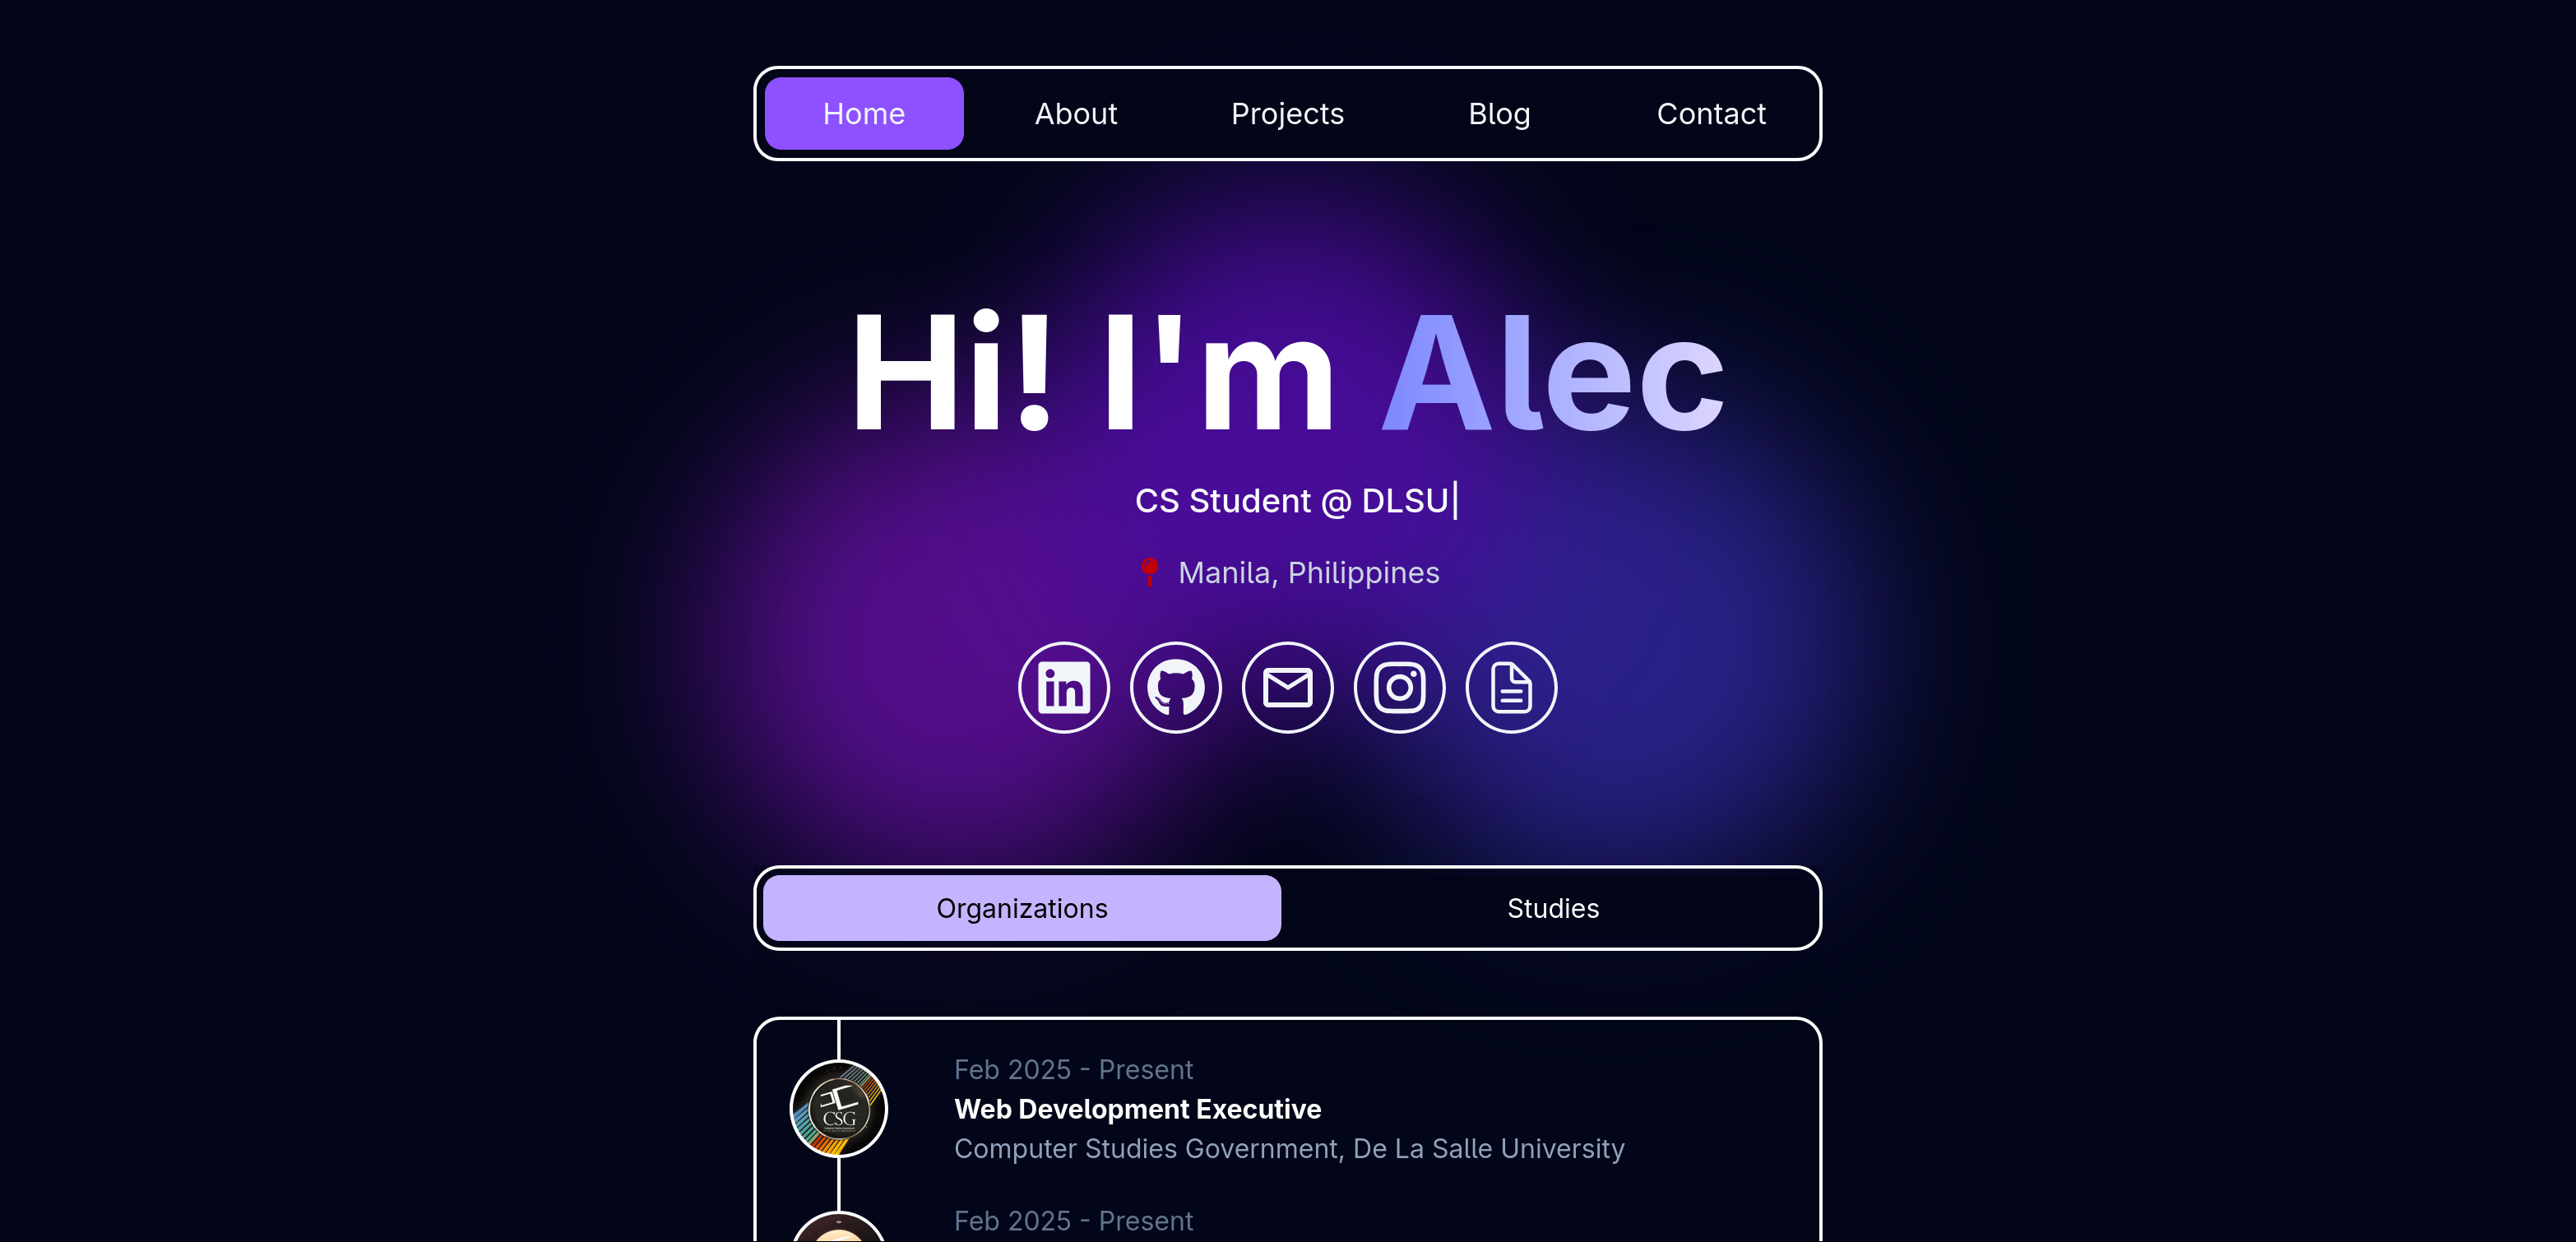 Home About Projects Blog Contact
Hi! I'm Alec
CS Student @ DLSU|
Manila, Philippines
in
Organizations Studies
Feb 2025 - Present
Web Development Executive
CSG
Computer Studies Government, De La Salle University
Feb 2025 - Present